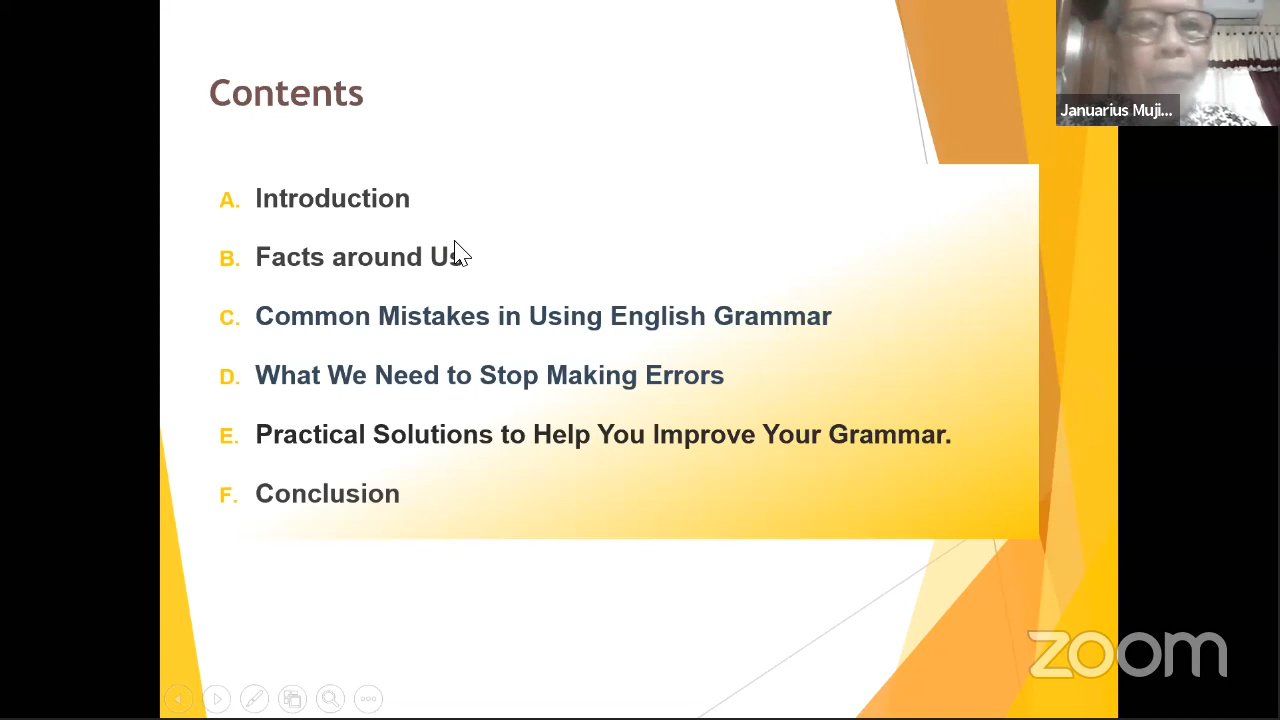 Contents
A. Introduction
B. Facts around Us
C. Common Mistakes in Using English Grammar
D. What We Need to Stop Making Errors
E. Practical Solutions to Help You Improve Your Grammar.
F. Conclusion
Januarius Muji...
zoom